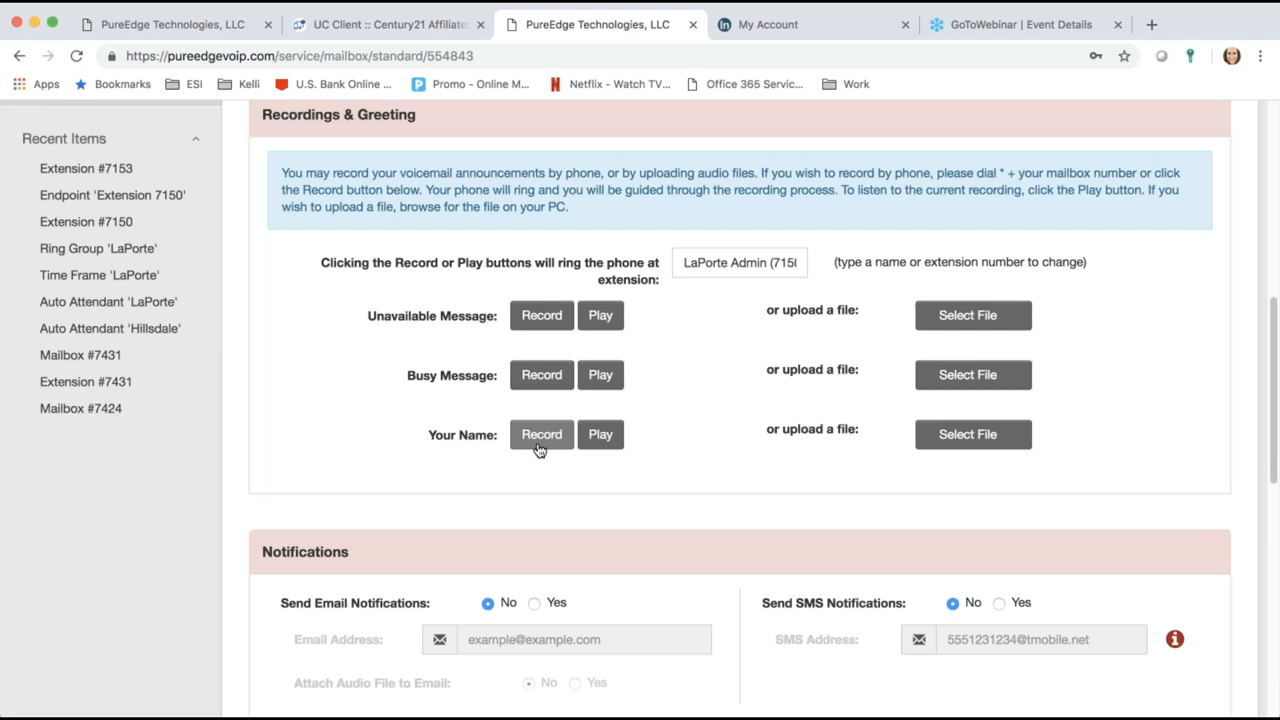 PureEdge Technologies, LLC
UC Client :: Century21 Affiliate
PureEdge Technologies, LLC
My Account
GoToWebinar | Event Details
https://pureedgevoip.com/service/mailbox/standard/554843
Apps
Bookmarks
ESI
Kelli
U.S. Bank Online ...
Promo - Online M...
Netflix - Watch TV...
Office 365 Servic...
Work
Recent Items
Extension #7153
Endpoint 'Extension 7150'
Extension #7150
Ring Group 'LaPorte'
Time Frame 'LaPorte'
Auto Attendant 'LaPorte'
Auto Attendant 'Hillsdale'
Mailbox #7431
Extension #7431
Mailbox #7424
Recordings & Greeting
You may record your voicemail announcements by phone, or by uploading audio files. If you wish to record by phone, please dial * + your mailbox number or click
the Record button below. Your phone will ring and you will be guided through the recording process. To listen to the current recording, click the Play button. If you
wish to upload a file, browse for the file on your PC.
Clicking the Record or Play buttons will ring the phone at
extension:
LaPorte Admin (715(
(type a name or extension number to change)
Unavailable Message: Record Play or upload a file: Select File
Busy Message: Record Play or upload a file: Select File
Your Name: Record Play or upload a file: Select File
Notifications
Send Email Notifications: No Yes
Email Address: example@example.com
Attach Audio File to Email: No Yes
Send SMS Notifications: No Yes
SMS Address: 5551231234@tmobile.net